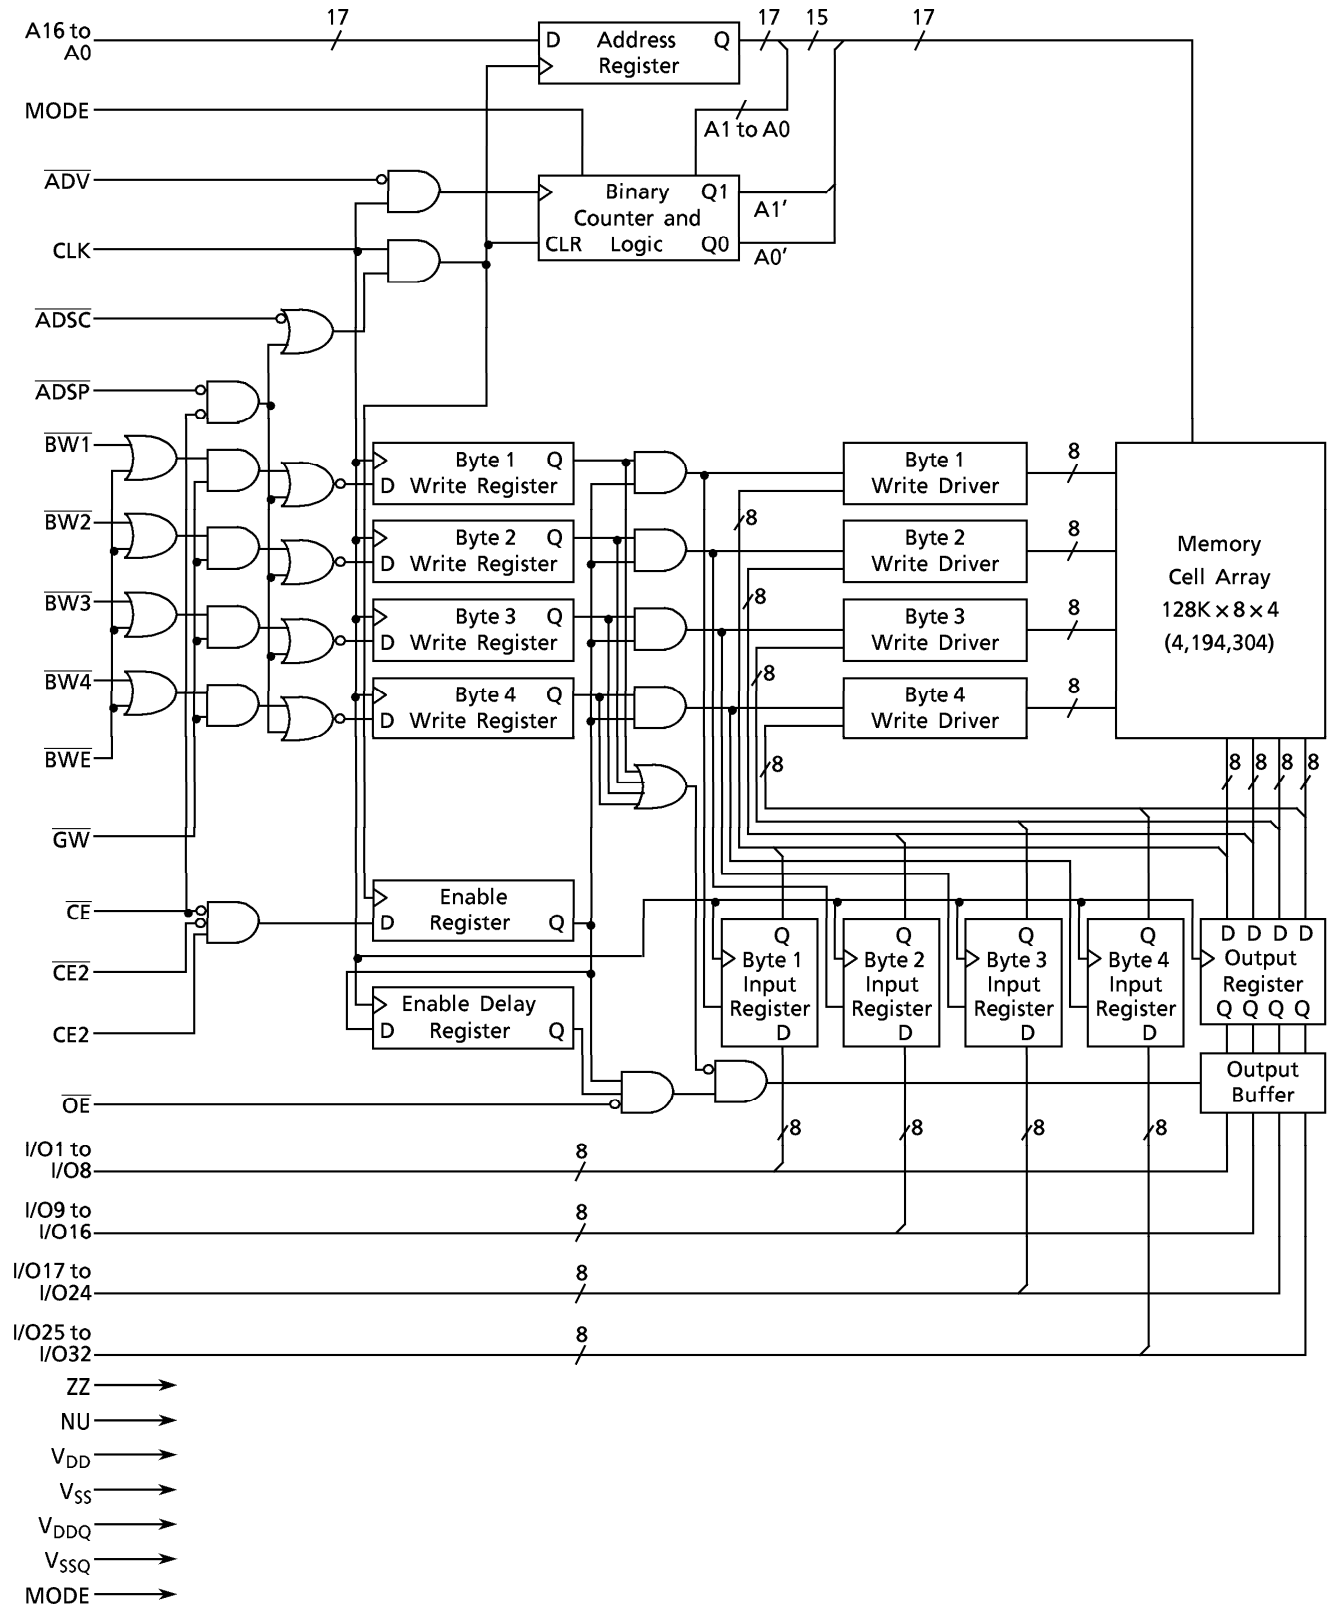 17
17
15
17
A16 to
A0
D Address Q
Register
MODE
A1 to A0
ADV
Binary Q1
Counter and
CLR Logic Q0
A1’
A0’
CLK
ADSC
ADSP
BW1
Byte 1 Q
D Write Register
Byte 1
Write Driver
8
8
BW2
Byte 2 Q
D Write Register
Byte 2
Write Driver
8
8
BW3
Byte 3 Q
D Write Register
Byte 3
Write Driver
8
8
BW4
Byte 4 Q
D Write Register
Byte 4
Write Driver
8
8
Memory
Cell Array
128K × 8 × 4
(4,194,304)
BWE
8 8 8 8
GW
CE
Enable
D Register Q
CE2
Enable Delay
D Register Q
CE2
Q
Byte 1
Input
Register
D
Q
Byte 2
Input
Register
D
Q
Byte 3
Input
Register
D
Q
Byte 4
Input
Register
D
D D D D
Output
Register
Q Q Q Q
Output
Buffer
OE
8 8 8 8
I/O1 to
I/O8
8
I/O9 to
I/O16
8
I/O17 to
I/O24
8
I/O25 to
I/O32
8
ZZ
NU
VDD
VSS
VDDQ
VSSQ
MODE